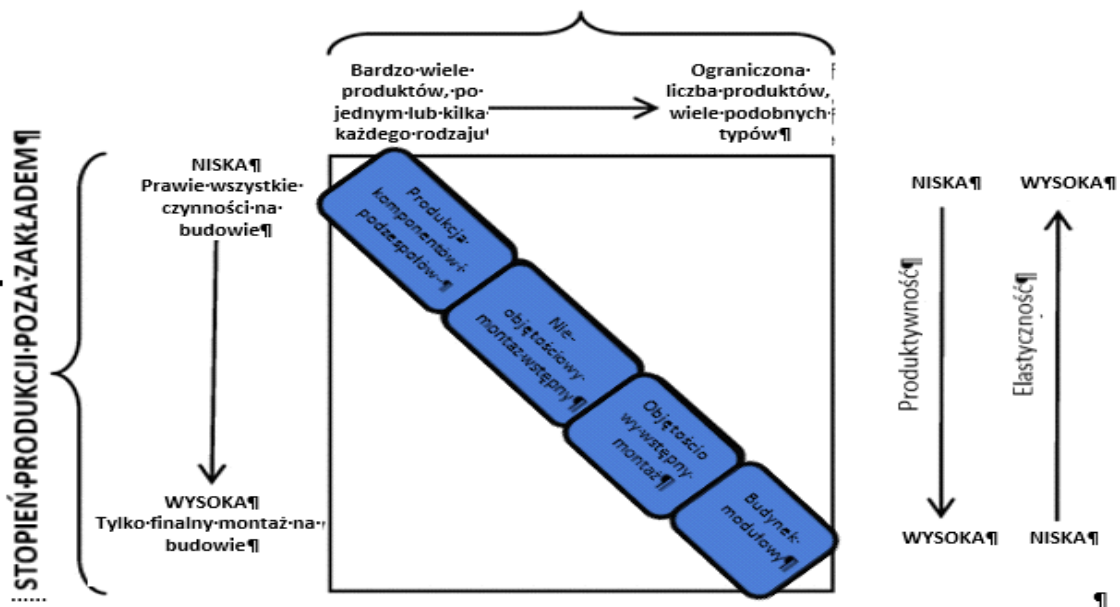 Bardzo·wiele·
produktów,·po·
jednym·lub·kilka·
każdego·rodzaju
Ograniczona·
liczba·produktów,
wiele·podobnych·
typów¶
STOPIEŃ·PRODUKCJI·POZA·ZAKŁADEM¶
NISKA¶
Prawie·wszystkie·
czynności·na·
budowie¶
WYSOKA¶
Tylko·finalny·montaż·na·
budowie¶
Produkcja·
komponentów·i·
podzespołów·¶
Nie-
objętościowy·
montaż·wstępny¶
Objętościo
wy·wstępny·
montaż¶
Budynek·
modułowy¶
NISKA¶
WYSOKA¶
Produktywność¶
Elastyczność¶
WYSOKA¶
NISKA¶
¶